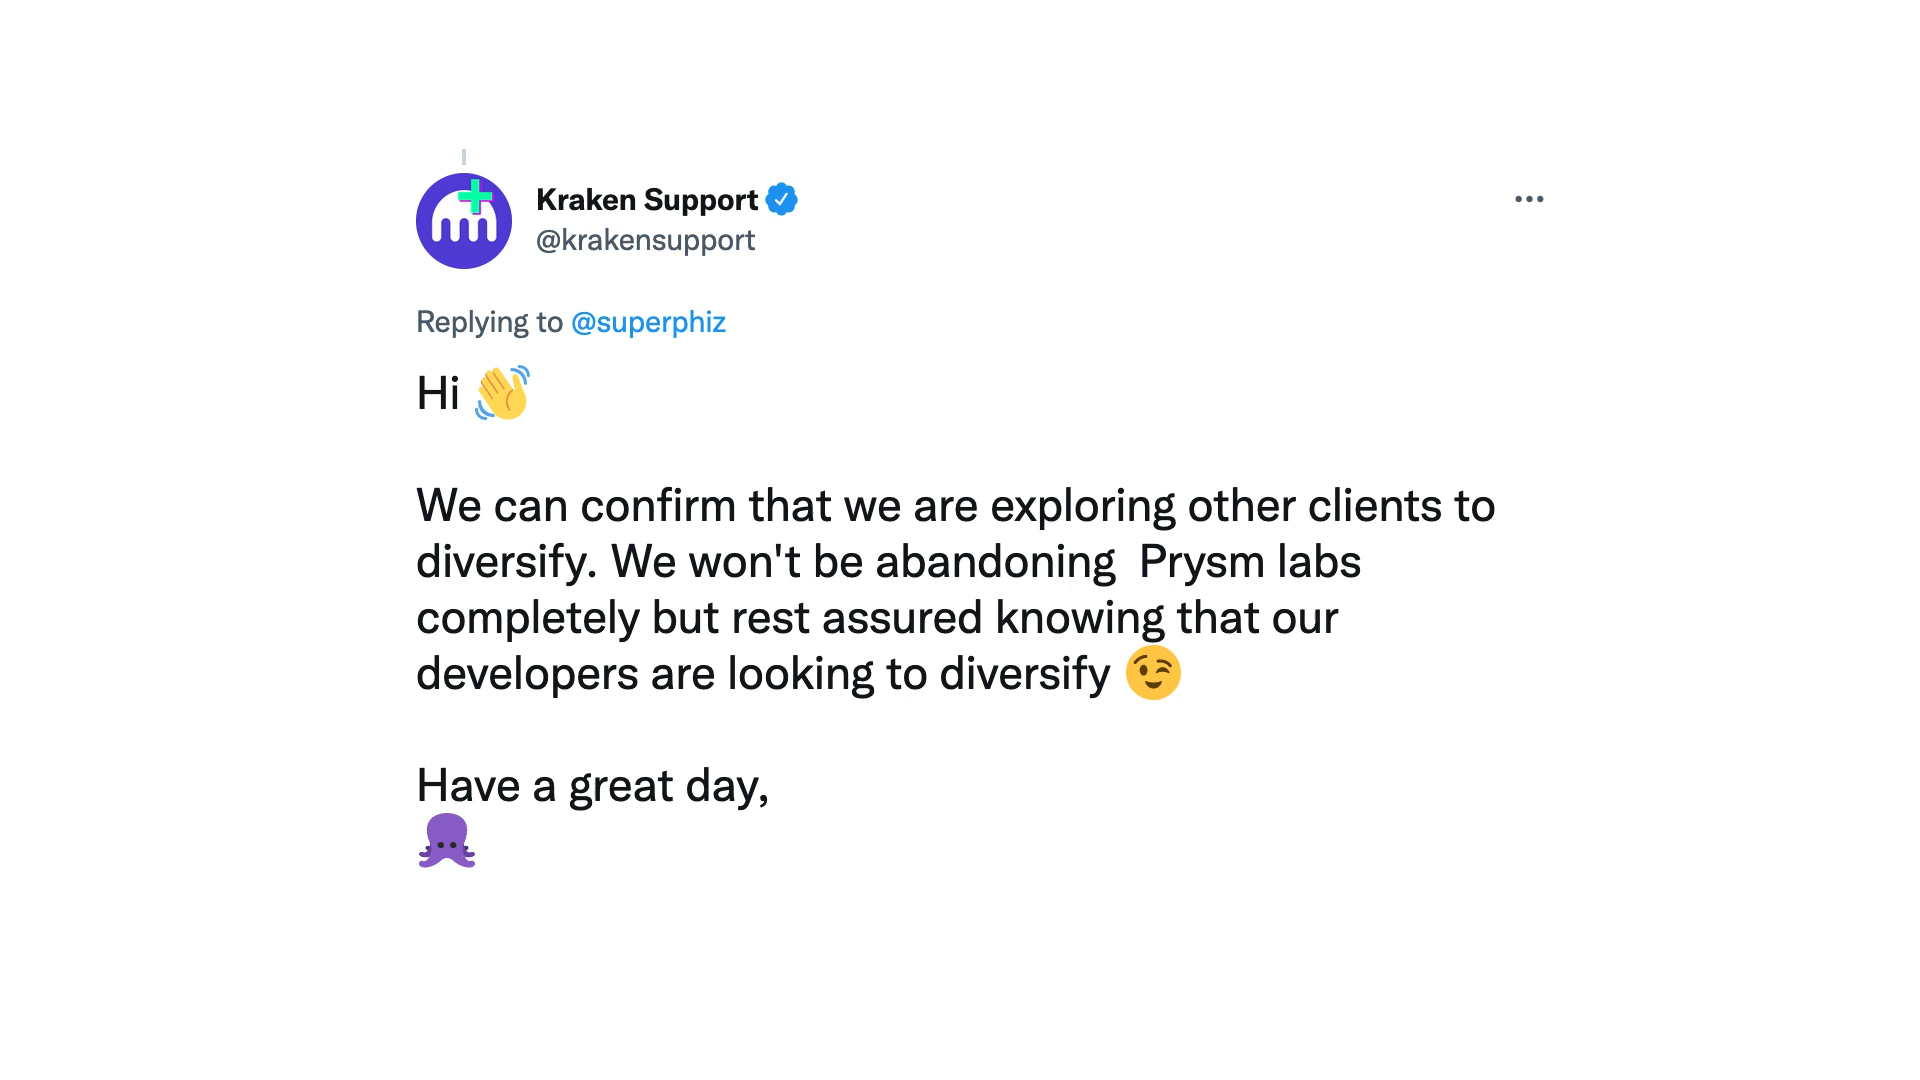 Kraken Support
@krakensupport
Replying to @superphiz
Hi 👋
We can confirm that we are exploring other clients to
diversify. We won't be abandoning  Prysm labs
completely but rest assured knowing that our
developers are looking to diversify 😉
Have a great day,
🐙